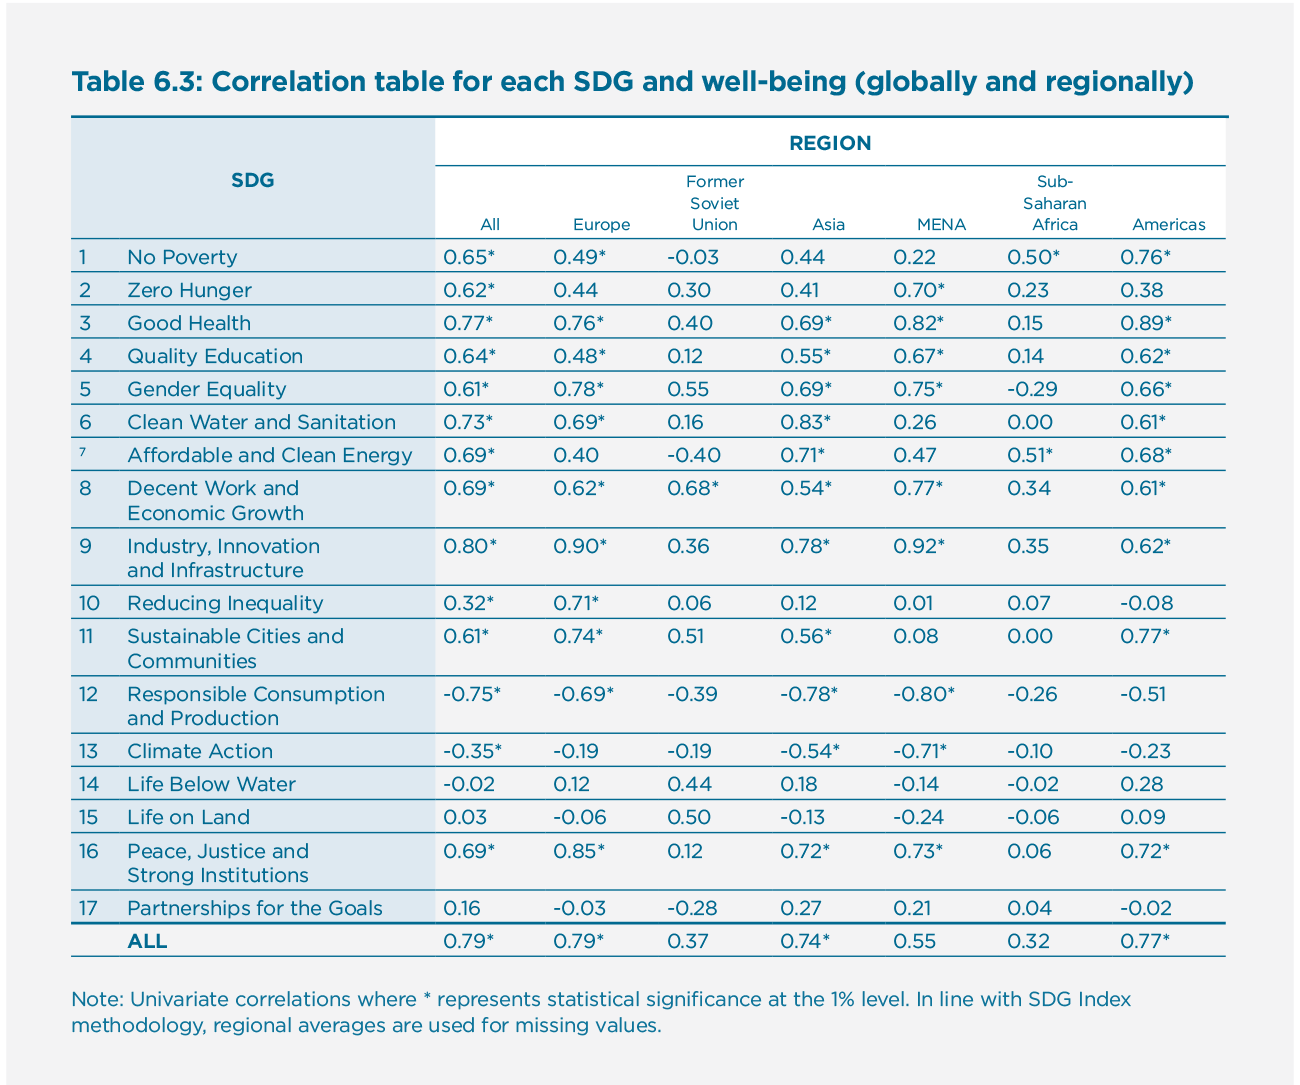 Table 6.3: Correlation table for each SDG and well-being (globally and regionally)
SDG
REGION
All Europe Former Soviet Union Asia MENA Sub-Saharan Africa Americas
1 No Poverty 0.65* 0.49* -0.03 0.44 0.22 0.50* 0.76*
2 Zero Hunger 0.62* 0.44 0.30 0.41 0.70* 0.23 0.38
3 Good Health 0.77* 0.76* 0.40 0.69* 0.82* 0.15 0.89*
4 Quality Education 0.64* 0.48* 0.12 0.55* 0.67* 0.14 0.62*
5 Gender Equality 0.61* 0.78* 0.55 0.69* 0.75* -0.29 0.66*
6 Clean Water and Sanitation 0.73* 0.69* 0.16 0.83* 0.26 0.00 0.61*
7 Affordable and Clean Energy 0.69* 0.40 -0.40 0.71* 0.47 0.51* 0.68*
8 Decent Work and 0.69* 0.62* 0.68* 0.54* 0.77* 0.34 0.61*
Economic Growth
9 Industry, Innovation 0.80* 0.90* 0.36 0.78* 0.92* 0.35 0.62*
and Infrastructure
10 Reducing Inequality 0.32* 0.71* 0.06 0.12 0.01 0.07 -0.08
11 Sustainable Cities and 0.61* 0.74* 0.51 0.56* 0.08 0.00 0.77*
Communities
12 Responsible Consumption -0.75* -0.69* -0.39 -0.78* -0.80* -0.26 -0.51
and Production
13 Climate Action -0.35* -0.19 -0.19 -0.54* -0.71* -0.10 -0.23
14 Life Below Water -0.02 0.12 0.44 0.18 -0.14 -0.02 0.28
15 Life on Land 0.03 -0.06 0.50 -0.13 -0.24 -0.06 0.09
16 Peace, Justice and 0.69* 0.85* 0.12 0.72* 0.73* 0.06 0.72*
Strong Institutions
17 Partnerships for the Goals 0.16 -0.03 -0.28 0.27 0.21 0.04 -0.02
ALL 0.79* 0.79* 0.37 0.74* 0.55 0.32 0.77*
Note: Univariate correlations where * represents statistical significance at the 1% level. In line with SDG Index
methodology, regional averages are used for missing values.